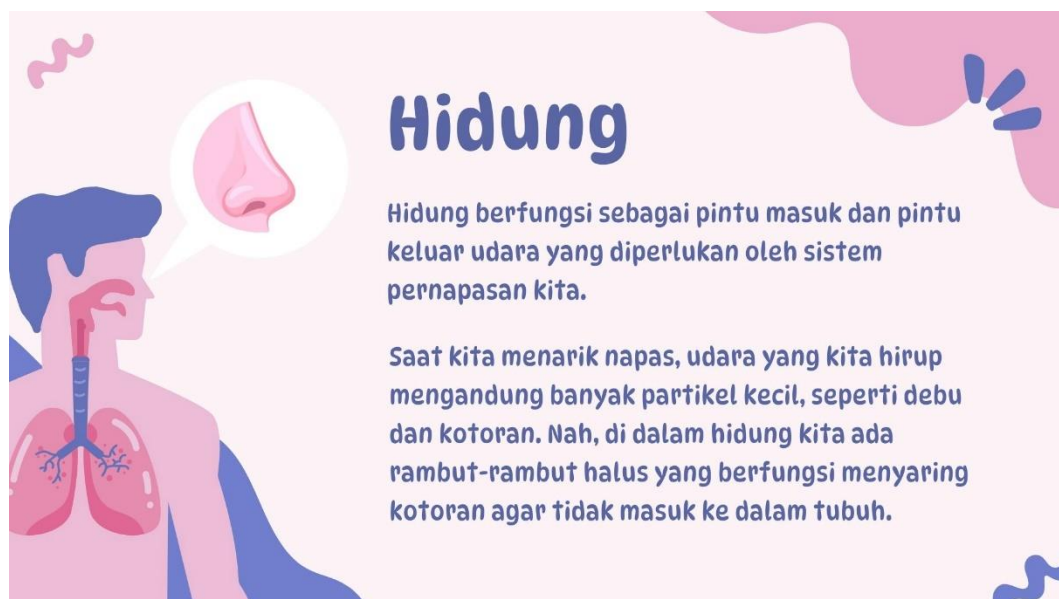 Hidung
Hidung berfungsi sebagai pintu masuk dan pintu
keluar udara yang diperlukan oleh sistem
pernapasan kita.
Saat kita menarik napas, udara yang kita hirup
mengandung banyak partikel kecil, seperti debu
dan kotoran. Nah, di dalam hidung kita ada
rambut-rambut halus yang berfungsi menyaring
kotoran agar tidak masuk ke dalam tubuh.